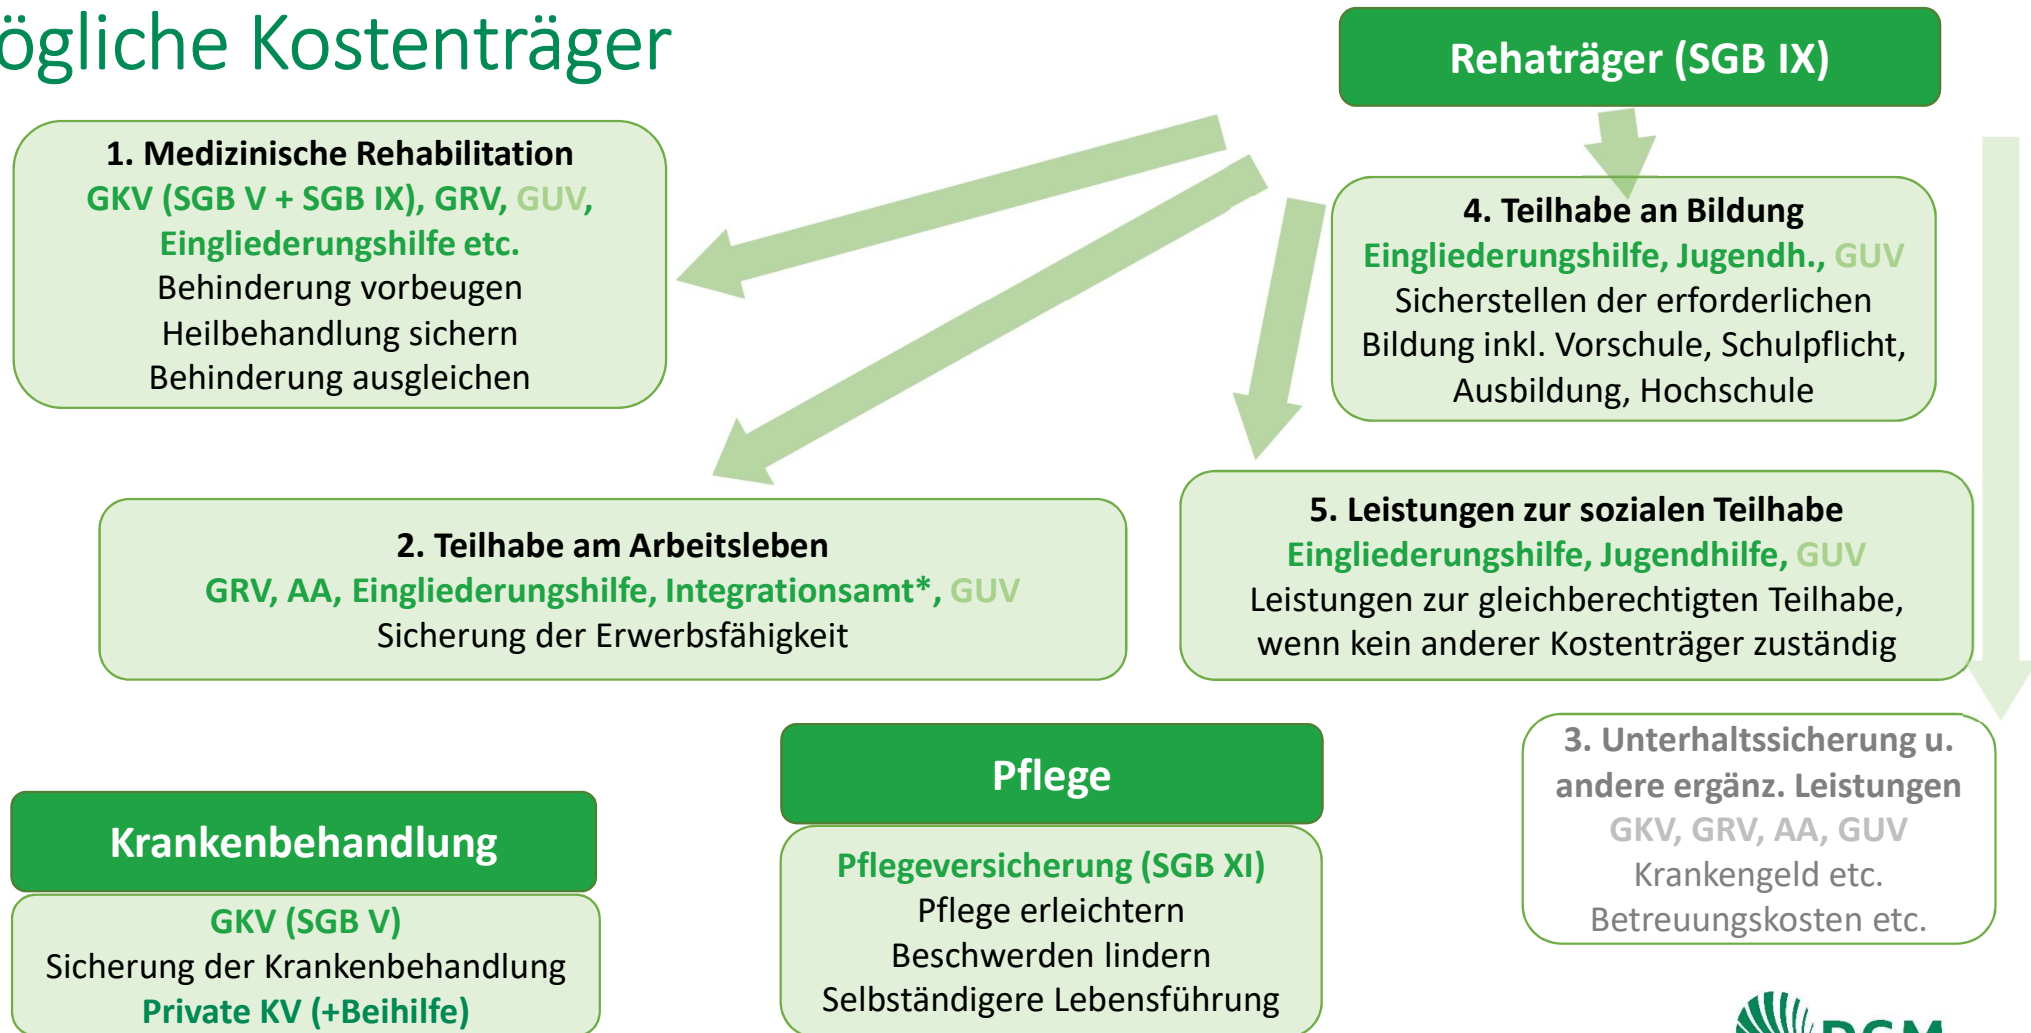 ögliche Kostenträger
Rehaträger (SGB IX)
1. Medizinische Rehabilitation
GKV (SGB V + SGB IX), GRV, GUV,
Eingliederungshilfe etc.
Behinderung vorbeugen
Heilbehandlung sichern
Behinderung ausgleichen
4. Teilhabe an Bildung
Eingliederungshilfe, Jugendh., GUV
Sicherstellen der erforderlichen
Bildung inkl. Vorschule, Schulpflicht,
Ausbildung, Hochschule
2. Teilhabe am Arbeitsleben
GRV, AA, Eingliederungshilfe, Integrationsamt*, GUV
Sicherung der Erwerbsfähigkeit
5. Leistungen zur sozialen Teilhabe
Eingliederungshilfe, Jugendhilfe, GUV
Leistungen zur gleichberechtigten Teilhabe,
wenn kein anderer Kostenträger zuständig
3. Unterhaltssicherung u.
andere ergänz. Leistungen
GKV, GRV, AA, GUV
Krankengeld etc.
Betreuungskosten etc.
Pflege
Pflegeversicherung (SGB XI)
Pflege erleichtern
Beschwerden lindern
Selbständigere Lebensführung
Krankenbehandlung
GKV (SGB V)
Sicherung der Krankenbehandlung
Private KV (+Beihilfe)
DGM